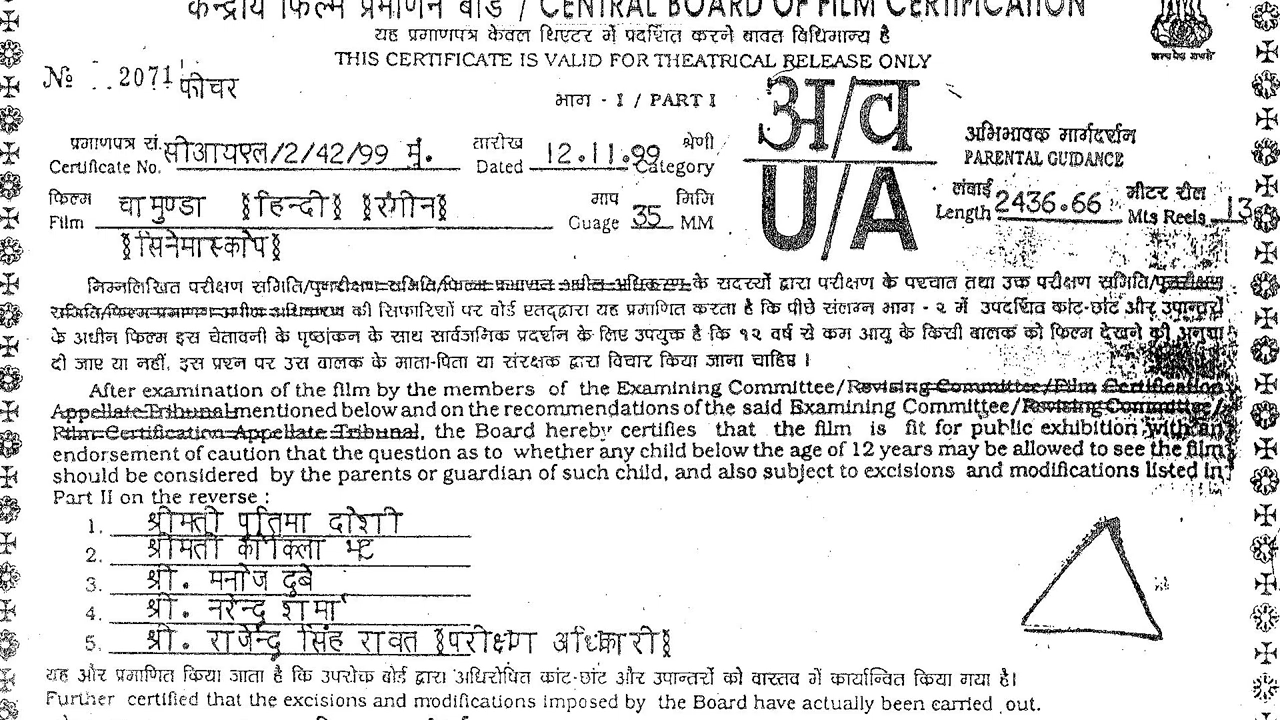 केन्द्रीय फिल्म प्रमाणन बोर्ड / CENTRAL BOARD OF FILM CERTIFICATION
यह प्रमाणपत्र केवल थिएटर में प्रदर्शित करने बाबत विधिमान्य है
THIS CERTIFICATE IS VALID FOR THEATRICAL RELEASE ONLY
सत्यमेव जयते
№ ..2071 फीचर
भाग - I / PART I
अ/व
U/A
प्रमाणपत्र सं. सीआयएल/2/42/99 मुं. तारीख 12.11.99 श्रेणी
Certificate No. Dated Category
अभिभावक मार्गदर्शन
PARENTAL GUIDANCE
फिल्म चामुण्डा §हिन्दी§ §रंगीन§ माप 35 मिमि
Film Guage MM
लंबाई 2436.66 मीटर रील 13
Length Mts Reels
§सिनेमास्कोप§
निम्नलिखित परीक्षण समिति/पुनरीक्षण समिति/फिल्म प्रमाणन अपील अधिकरण के सदस्यों द्वारा परीक्षण के पश्चात तथा उक्त परीक्षण समिति/पुनरीक्षण
समिति/फिल्म प्रमाणन अपील अधिकरण की सिफारिशों पर बोर्ड एतद्द्वारा यह प्रमाणित करता है कि पीछे संलग्न भाग - २ में उपदर्शित कांट-छांट और उपान्तरों
के अधीन फिल्म इस चेतावनी के पृष्ठांकन के साथ सार्वजनिक प्रदर्शन के लिए उपयुक्त है कि १२ वर्ष से कम आयु के किसी बालक को फिल्म देखने की अनुज्ञा
दी जाए या नहीं, इस प्रश्न पर उस बालक के माता-पिता या संरक्षक द्वारा विचार किया जाना चाहिए ।
After examination of the film by the members of the Examining Committee/Revising Committee/Film Certification
Appellate Tribunal mentioned below and on the recommendations of the said Examining Committee/Revising Committee/
Film Certification Appellate Tribunal, the Board hereby certifies that the film is fit for public exhibition with an
endorsement of caution that the question as to whether any child below the age of 12 years may be allowed to see the film
should be considered by the parents or guardian of such child, and also subject to excisions and modifications listed in
Part II on the reverse :
1. श्रीमती प्रतिमा दोशी
2. श्रीमती कोकिला भट
3. श्री. मनोज दुबे
4. श्री. नरेन्द्र शर्मा
5. श्री. राजेन्द्र सिंह रावत §परीक्षण अधिकारी§
यह और प्रमाणित किया जाता है कि उपरोक्त बोर्ड द्वारा अधिरोपित कांट-छांट और उपान्तरों को वास्तव में कार्यान्वित किया गया है।
Further certified that the excisions and modifications imposed by the Board have actually been carried out.